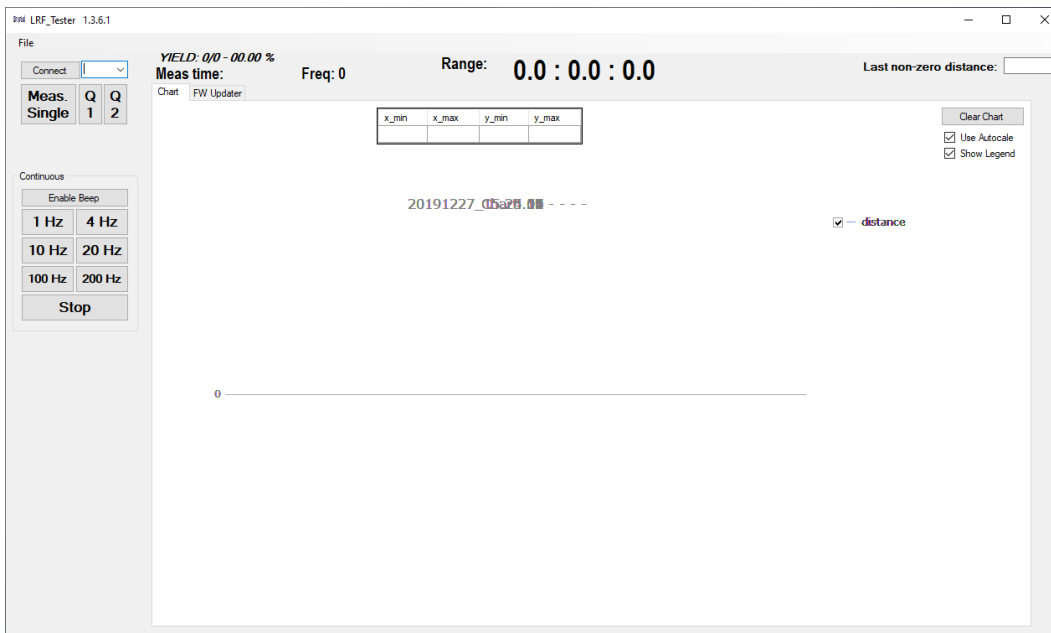 LRF_Tester 1.3.6.1
File
Connect
YIELD: 0/0 - 00.00 %
Meas time:
Freq: 0
Range:
0.0 : 0.0 : 0.0
Last non-zero distance:
Meas. Single
Q 1
Q 2
Chart
FW Updater
x_min x_max y_min y_max
Clear Chart
Use Autocale
Show Legend
Continuous
Enable Beep
1 Hz 4 Hz
10 Hz 20 Hz
100 Hz 200 Hz
Stop
distance
0